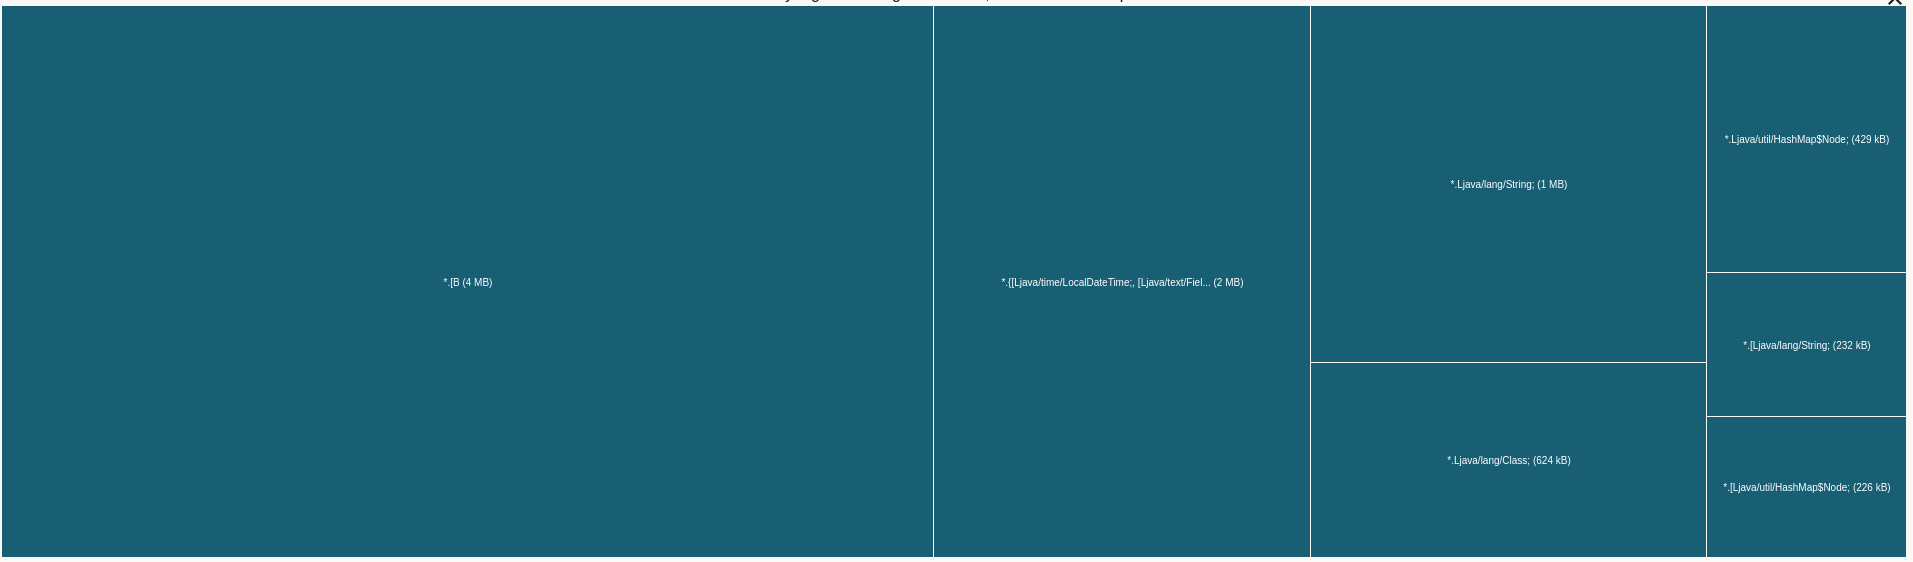 *.[B (4 MB)
*.{[Ljava/time/LocalDateTime;, [Ljava/text/Fiel... (2 MB)
*.Ljava/lang/String; (1 MB)
*.Ljava/lang/Class; (624 kB)
*.Ljava/util/HashMap$Node; (429 kB)
*.[Ljava/lang/String; (232 kB)
*.[Ljava/util/HashMap$Node; (226 kB)